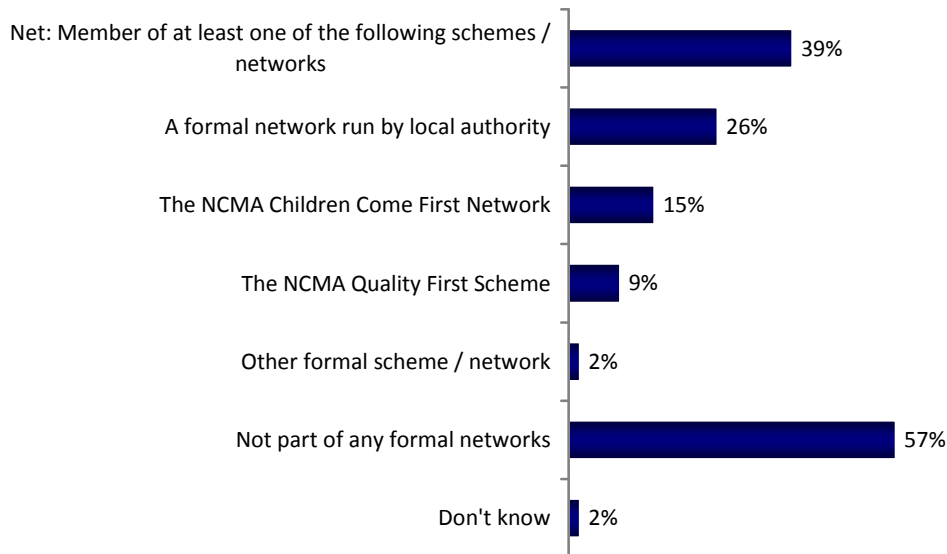 Net: Member of at least one of the following schemes /
networks
39%
A formal network run by local authority
26%
The NCMA Children Come First Network
15%
The NCMA Quality First Scheme
9%
Other formal scheme / network
2%
Not part of any formal networks
57%
Don't know
2%